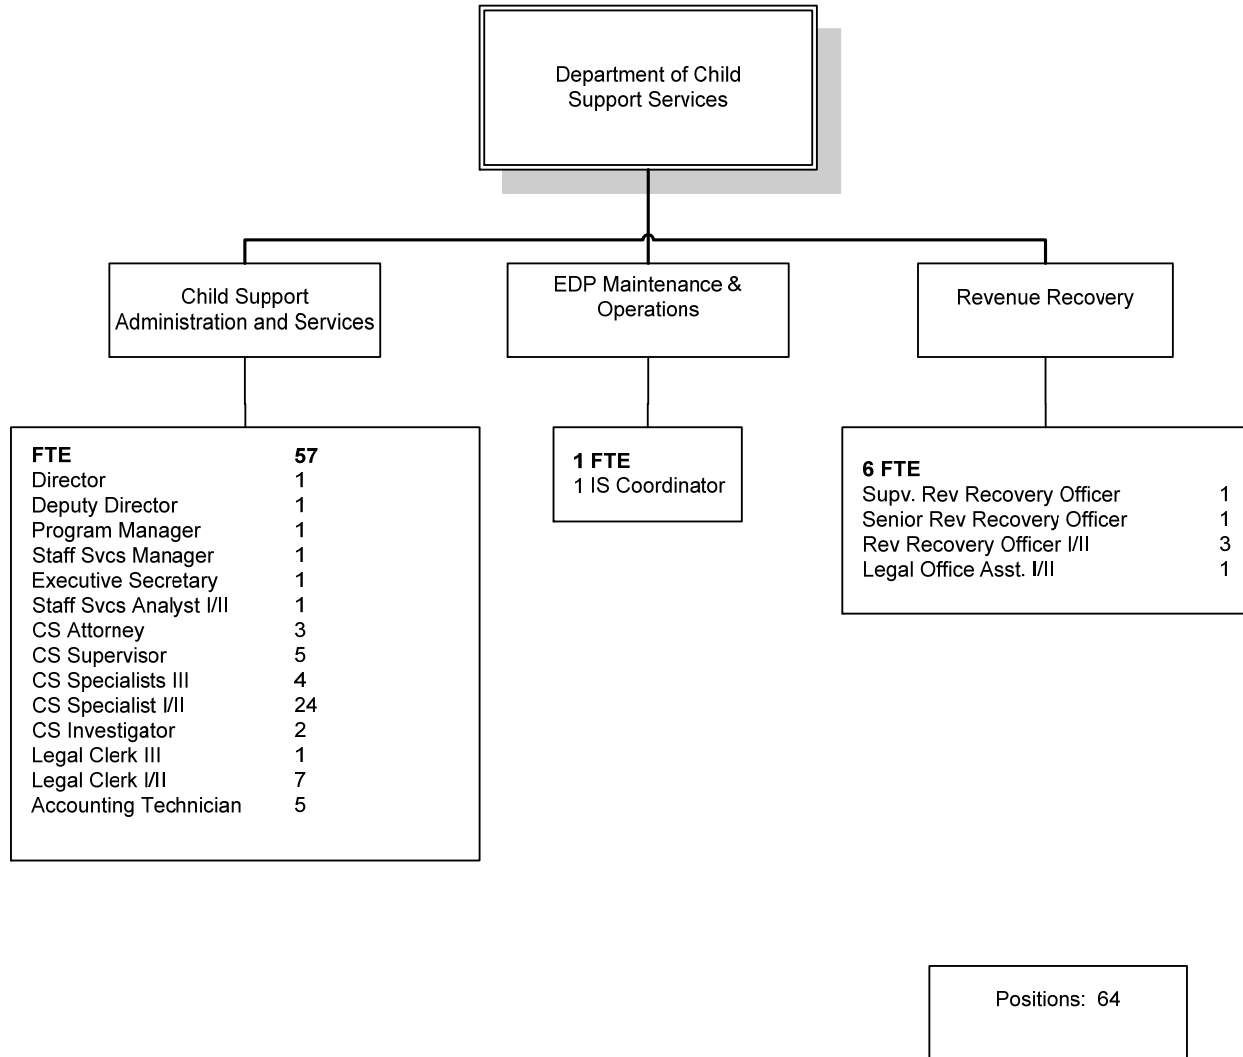 Department of Child
Support Services
Child Support
Administration and Services
EDP Maintenance &
Operations
Revenue Recovery
FTE 57
Director 1
Deputy Director 1
Program Manager 1
Staff Svcs Manager 1
Executive Secretary 1
Staff Svcs Analyst I/II 1
CS Attorney 3
CS Supervisor 5
CS Specialists III 4
CS Specialist I/II 24
CS Investigator 2
Legal Clerk III 1
Legal Clerk I/II 7
Accounting Technician 5
1 FTE
1 IS Coordinator
6 FTE
Supv. Rev Recovery Officer 1
Senior Rev Recovery Officer 1
Rev Recovery Officer I/II 3
Legal Office Asst. I/II 1
Positions: 64